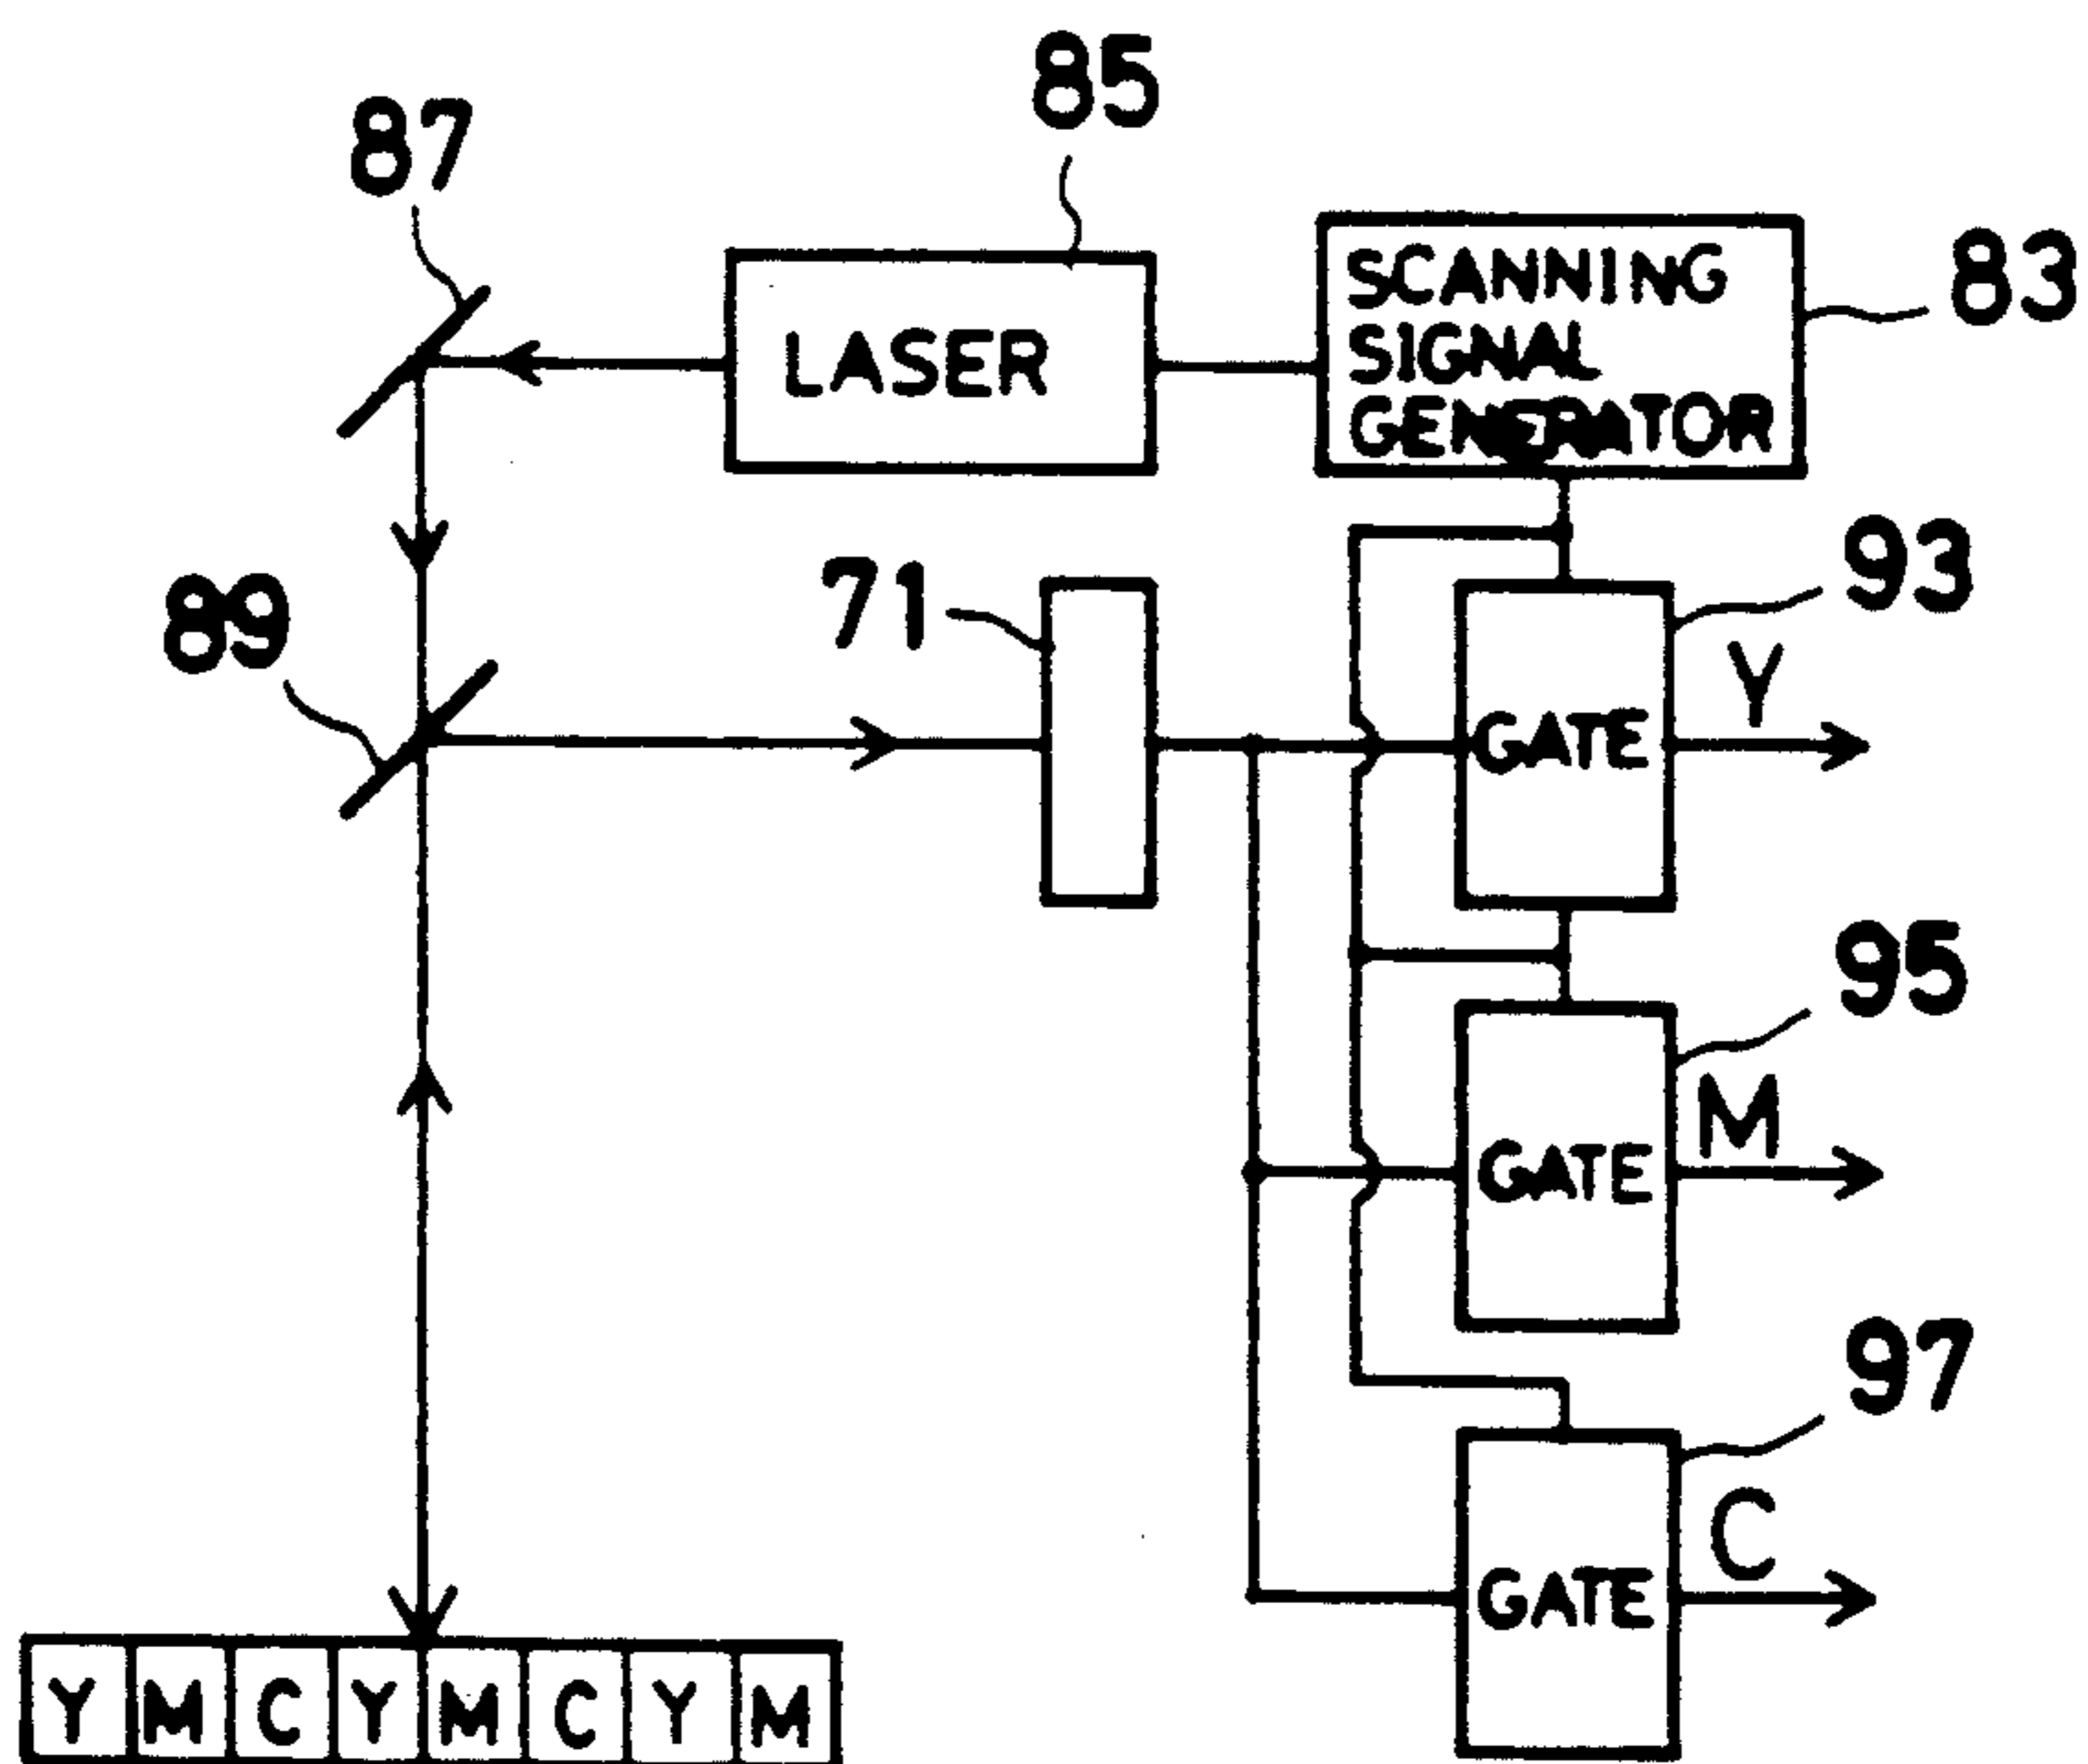 85
87
SCANNING
SIGNAL
GENERATOR
83
LASER
93
71
89
Y
GATE
95
M
GATE
97
C
GATE
Y M C Y M C Y M